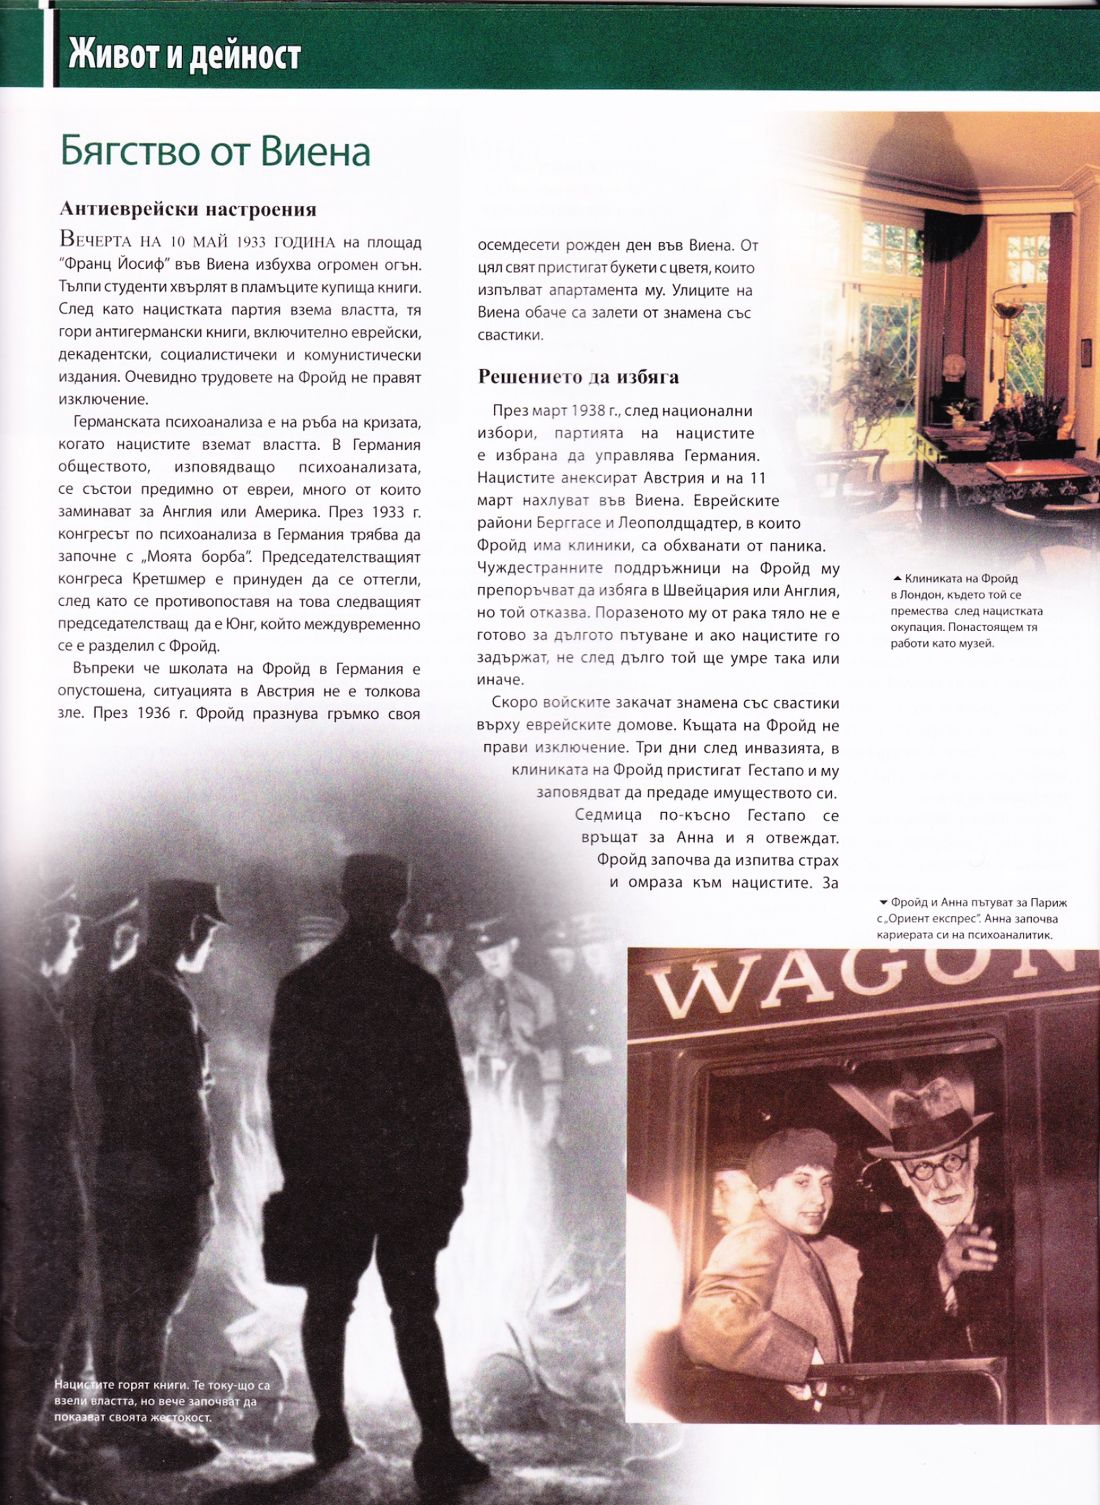 Живот и дейност
Бягство от Виена
Антиеврейски настроения
ВЕЧЕРТА НА 10 МАЙ 1933 ГОДИНА на площад
“Франц Йосиф” във Виена избухва огромен огън.
Тълпи студенти хвърлят в пламъците купища книги.
След като нацистката партия взема властта, тя
гори антигермански книги, включително еврейски,
декадентски, социалистичеки и комунистически
издания. Очевидно трудовете на Фройд не правят
изключение.
Германската психоанализа е на ръба на кризата,
когато нацистите вземат властта. В Германия
обществото, изповядващо психоанализата,
се състои предимно от евреи, много от които
заминават за Англия или Америка. През 1933 г.
конгресът по психоанализа в Германия трябва да
започне с „Моята борба”. Председателстващият
конгреса Кретшмер е принуден да се оттегли,
след като се противопоставя на това следващият
председателстващ да е Юнг, който междувременно
се е разделил с Фройд.
Въпреки че школата на Фройд в Германия е
опустошена, ситуацията в Австрия не е толкова
зле. През 1936 г. Фройд празнува гръмко своя
осемдесети рожден ден във Виена. От
цял свят пристигат букети с цветя, които
изпълват апартамента му. Улиците на
Виена обаче са залети от знамена със
свастики.
Решението да избяга
През март 1938 г., след национални
избори, партията на нацистите
е избрана да управлява Германия.
Нацистите анексират Австрия и на 11
март нахлуват във Виена. Еврейските
райони Берггасе и Леополдщадтер, в които
Фройд има клиники, са обхванати от паника.
Чуждестранните поддръжници на Фройд му
препоръчват да избяга в Швейцария или Англия,
но той отказва. Поразеното му от рака тяло не е
готово за дългото пътуване и ако нацистите го
задържат, не след дълго той ще умре така или
иначе.
Скоро войските закачат знамена със свастики
върху еврейските домове. Къщата на Фройд не
прави изключение. Три дни след инвазията, в
клиниката на Фройд пристигат Гестапо и му
заповядват да предаде имуществото си.
Седмица по-късно Гестапо се
връщат за Анна и я отвеждат.
Фройд започва да изпитва страх
и омраза към нацистите. За
Клиниката на Фройд
в Лондон, където той се
премества след нацистката
окупация. Понастоящем тя
работи като музей.
Фройд и Анна пътуват за Париж
с „Ориент експрес”. Анна започва
кариерата си на психоаналитик.
WAGON
Нацистите горят книги. Те току-що са
взели властта, но вече започват да
показват своята жестокост.